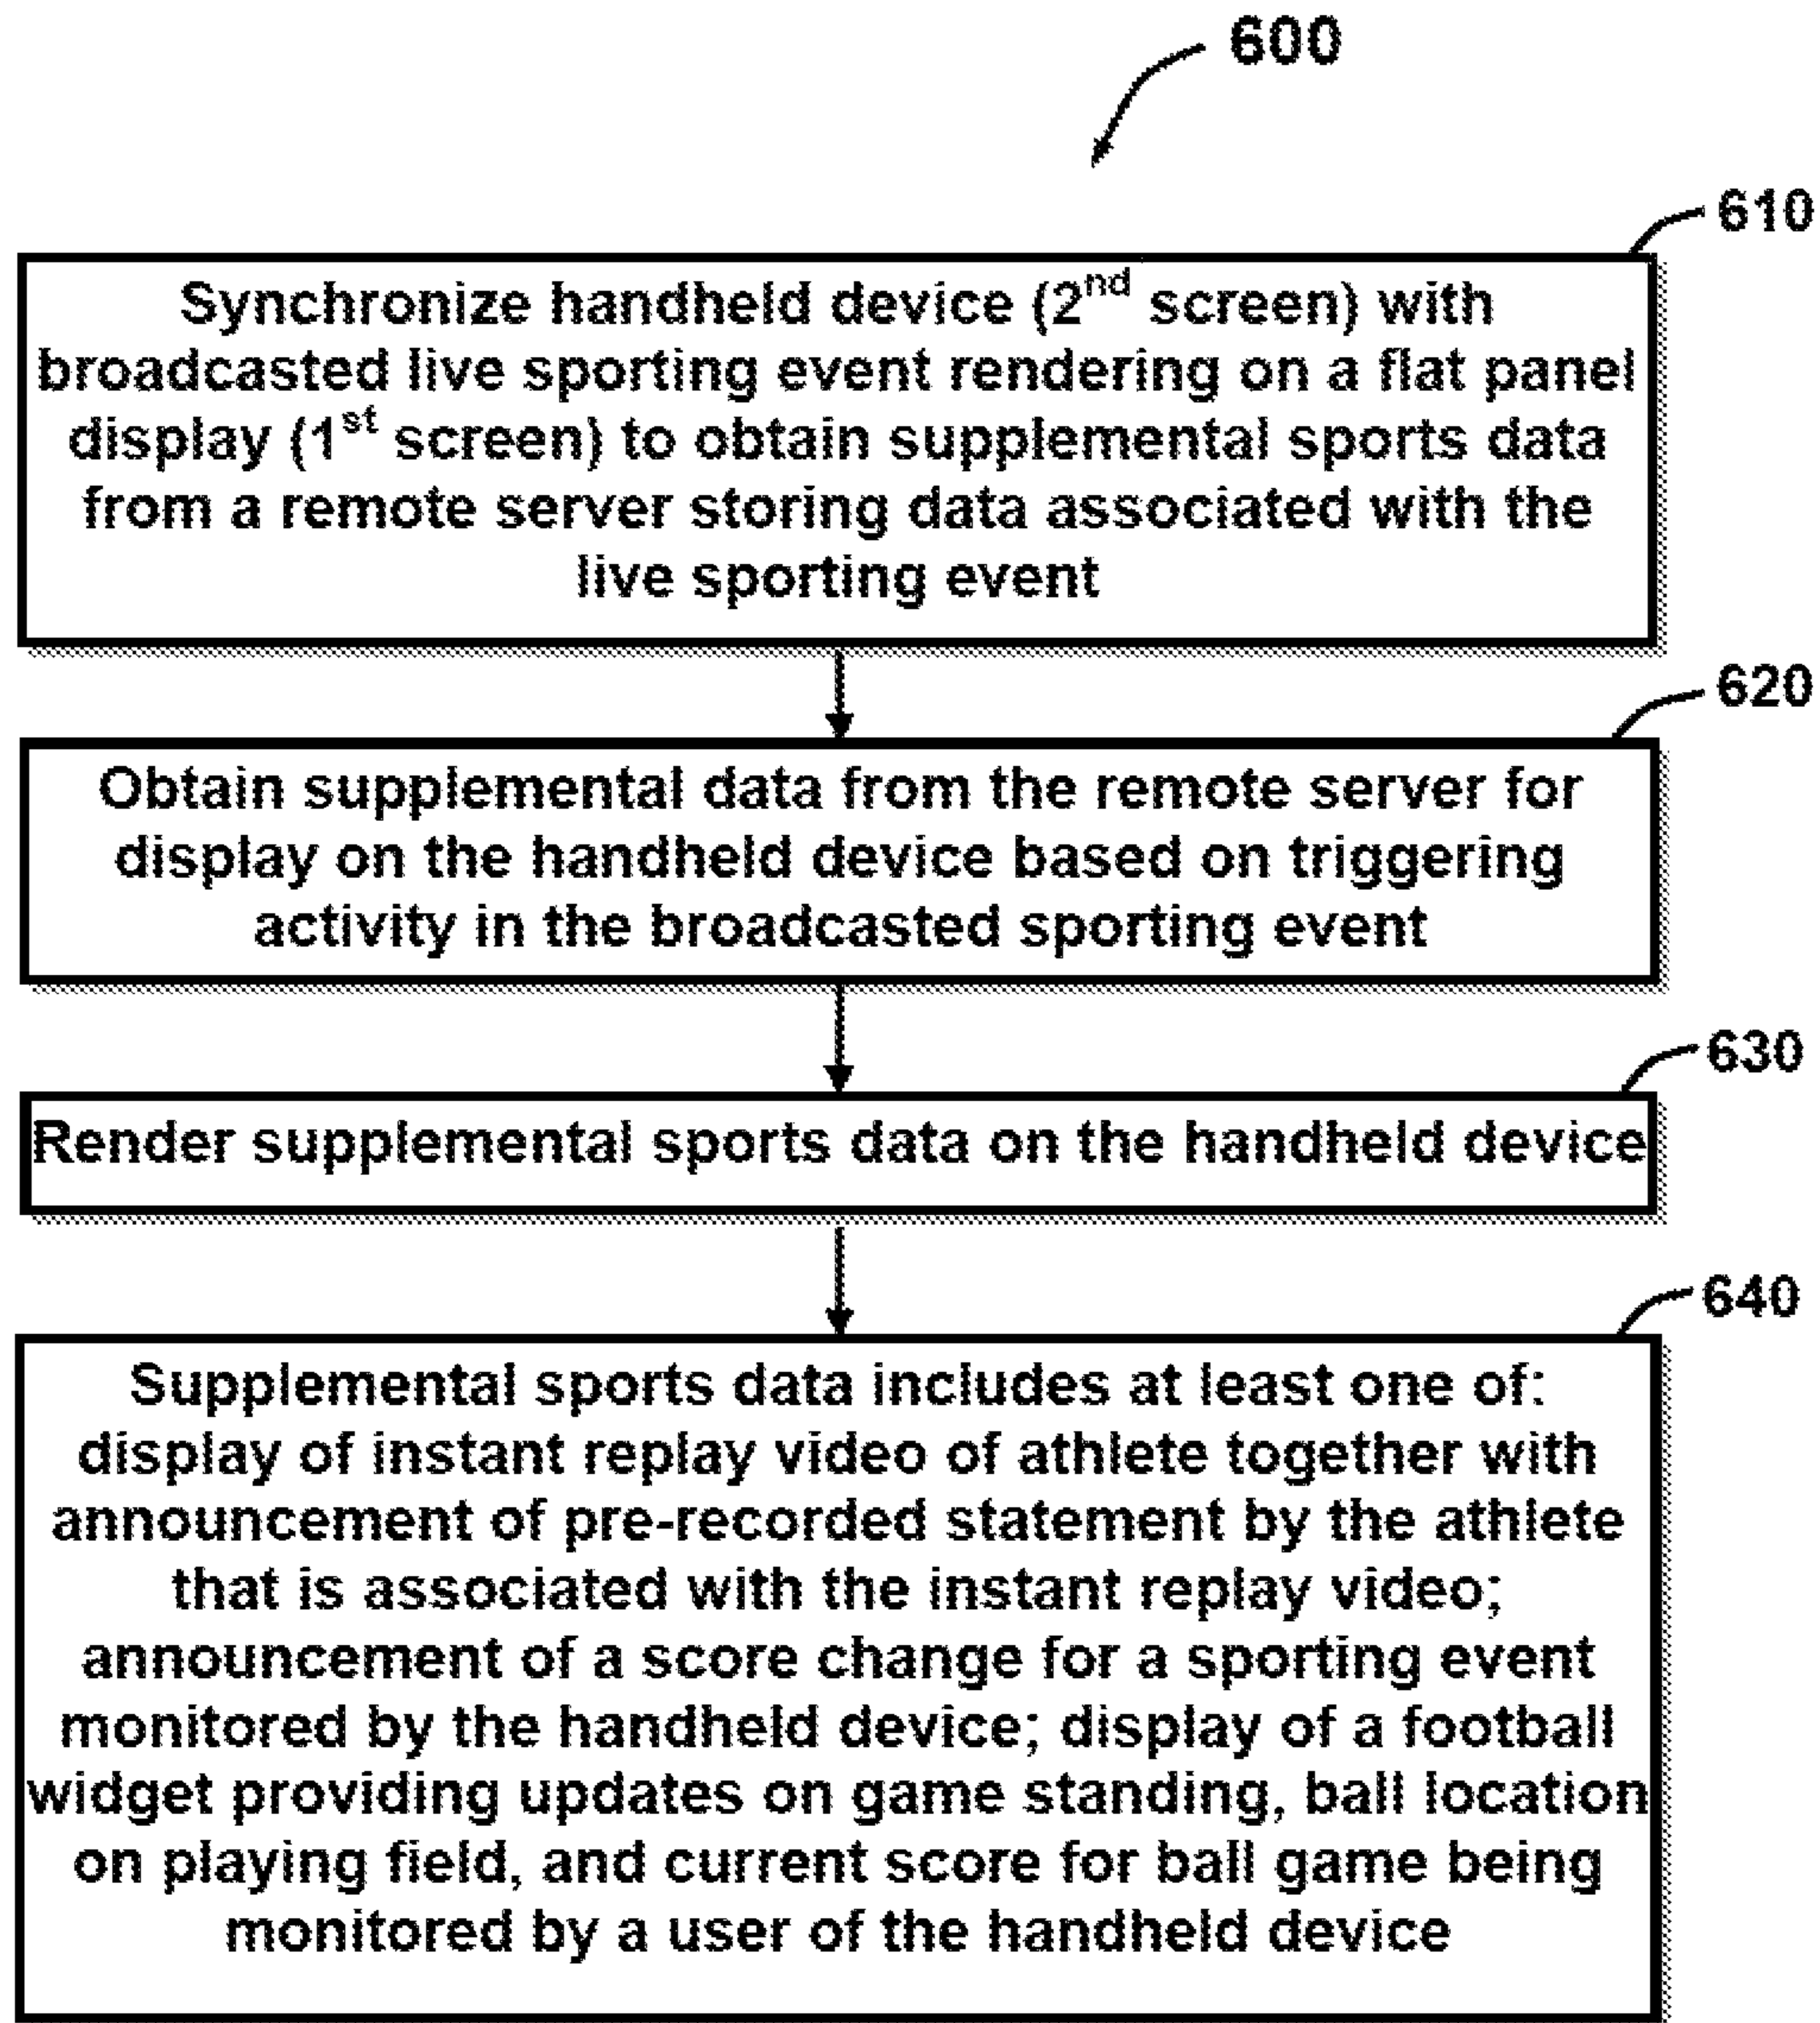 600
610
Synchronize handheld device (2nd screen) with
broadcasted live sporting event rendering on a flat panel
display (1st screen) to obtain supplemental sports data
from a remote server storing data associated with the
live sporting event
620
Obtain supplemental data from the remote server for
display on the handheld device based on triggering
activity in the broadcasted sporting event
630
Render supplemental sports data on the handheld device
640
Supplemental sports data includes at least one of:
display of instant replay video of athlete together with
announcement of pre-recorded statement by the athlete
that is associated with the instant replay video;
announcement of a score change for a sporting event
monitored by the handheld device; display of a football
widget providing updates on game standing, ball location
on playing field, and current score for ball game being
monitored by a user of the handheld device